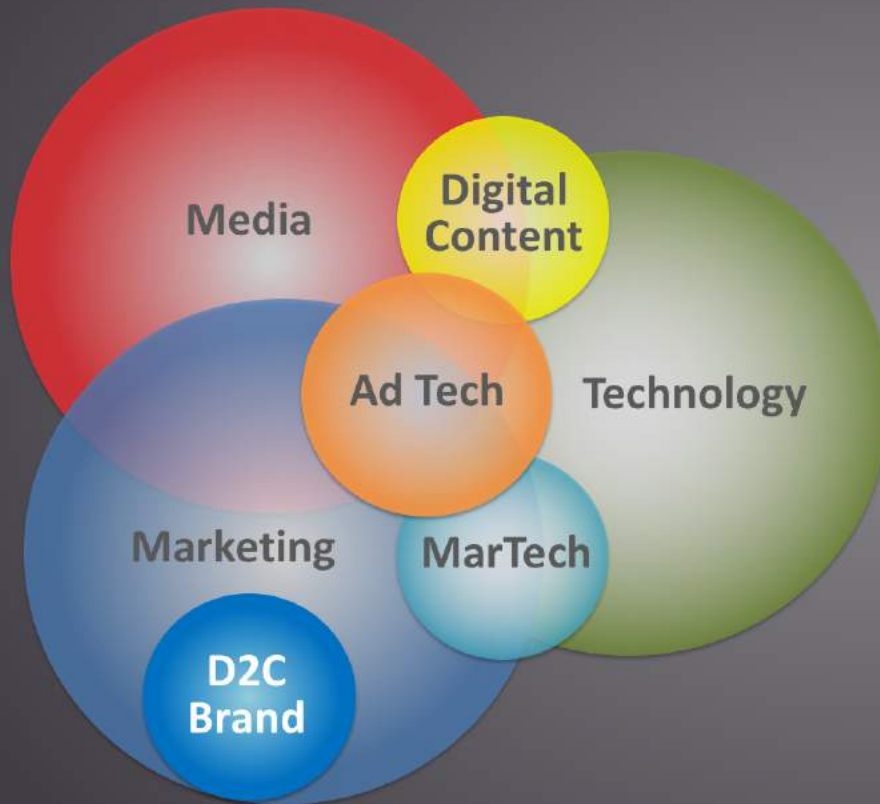 Media
Digital
Content
Ad Tech
Technology
Marketing
MarTech
D2C
Brand